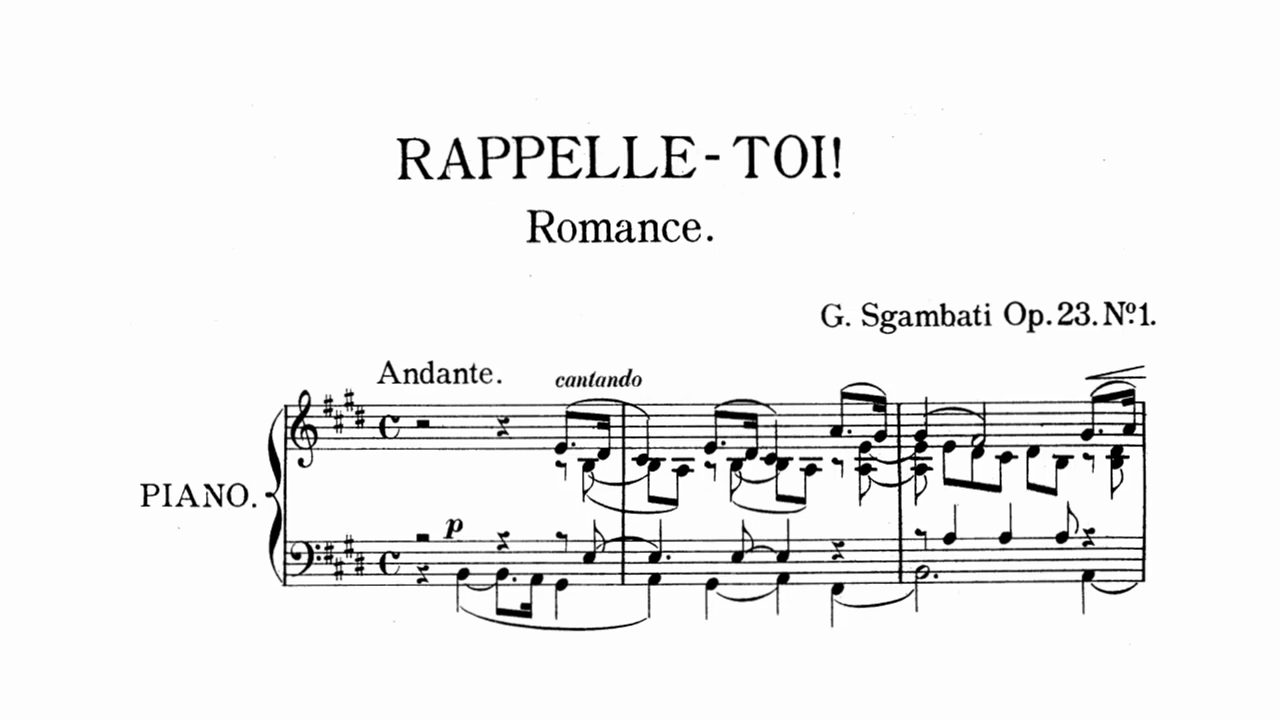 RAPPELLE-TOI!
Romance.
G. Sgambati Op. 23. Nº1.
Andante.
cantando
PIANO.
p